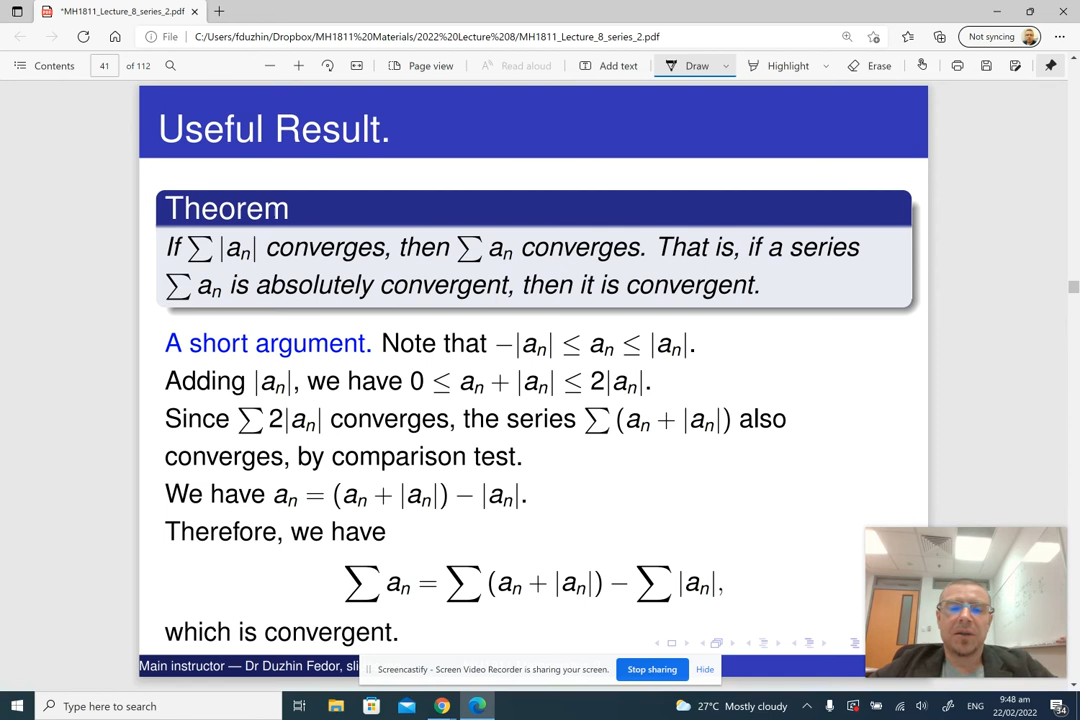 *MH1811_Lecture_8_series_2.pdf
File
C:/Users/fduzhin/Dropbox/MH1811%20Materials/2022%20Lecture%208/MH1811_Lecture_8_series_2.pdf
Not syncing
Contents
41 of 112
Page view
Read aloud
Add text
Draw
Highlight
Erase
Useful Result.
Theorem
If ∑ |aₙ| converges, then ∑ aₙ converges. That is, if a series
∑ aₙ is absolutely convergent, then it is convergent.
A short argument. Note that −|aₙ| ≤ aₙ ≤ |aₙ|.
Adding |aₙ|, we have 0 ≤ aₙ + |aₙ| ≤ 2|aₙ|.
Since ∑ 2|aₙ| converges, the series ∑ (aₙ + |aₙ|) also
converges, by comparison test.
We have aₙ = (aₙ + |aₙ|) − |aₙ|.
Therefore, we have
∑ aₙ = ∑ (aₙ + |aₙ|) − ∑ |aₙ|,
which is convergent.
Main instructor — Dr Duzhin Fedor, sli
Screencastify - Screen Video Recorder is sharing your screen.
Stop sharing
Hide
Type here to search
27°C Mostly cloudy
ENG
9:48 am
22/02/2022
34